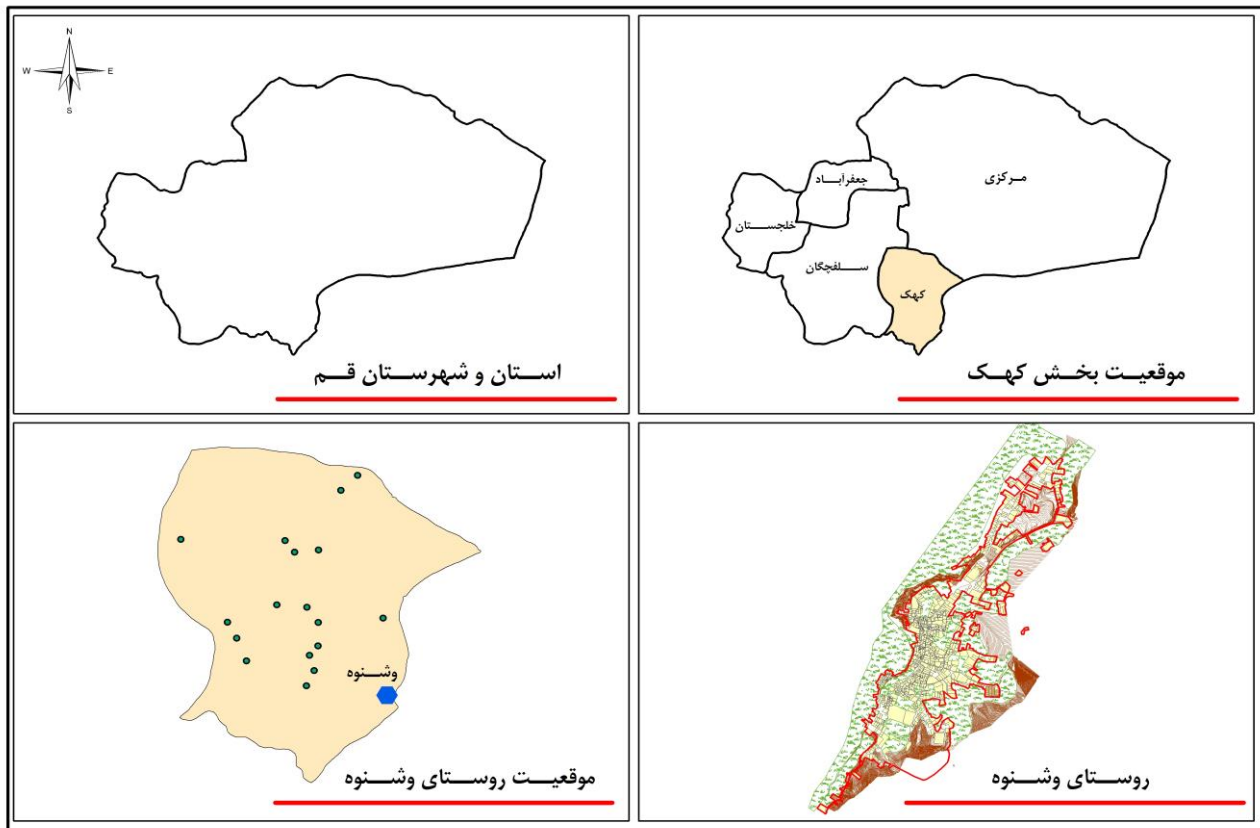 N
W E
S
استان و شهرستان قم
مرکزی
جعفرآباد
خلجستان
سلفچگان
کهک
موقعیت بخش کهک
وشنوه
موقعیت روستای وشنوه
روستای وشنوه